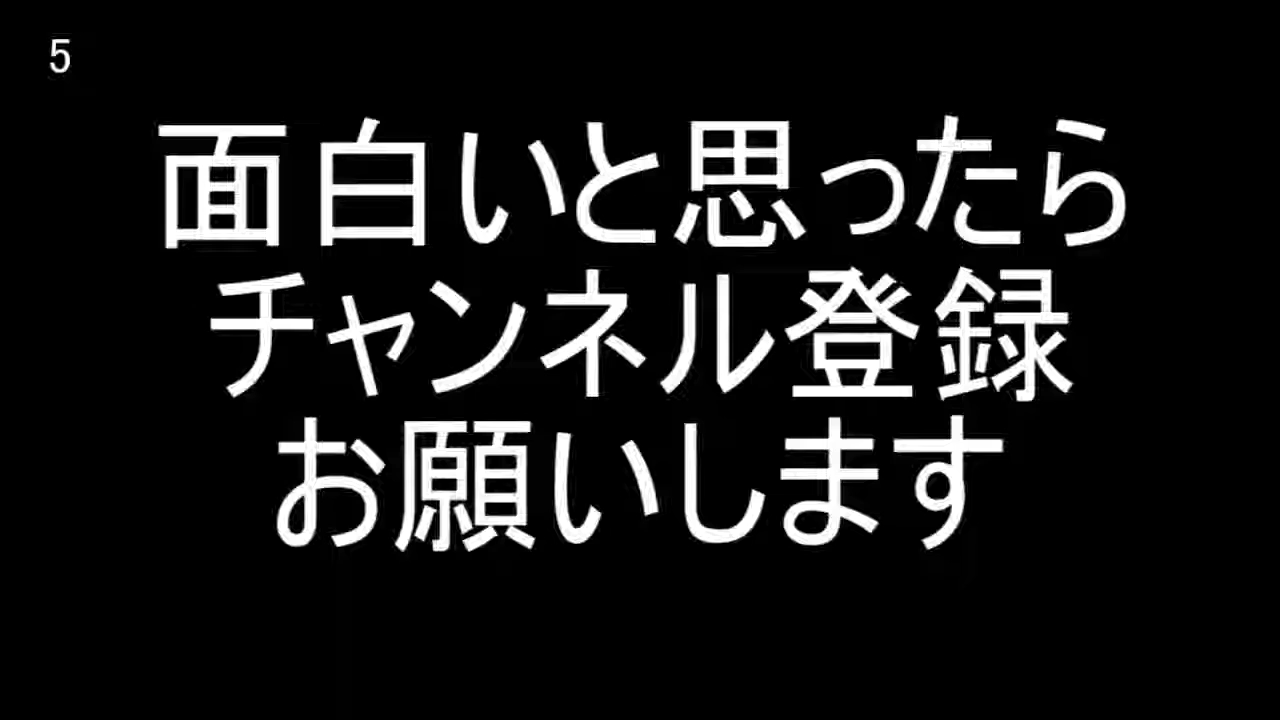 5
面白いと思ったら
チャンネル登録
お願いします